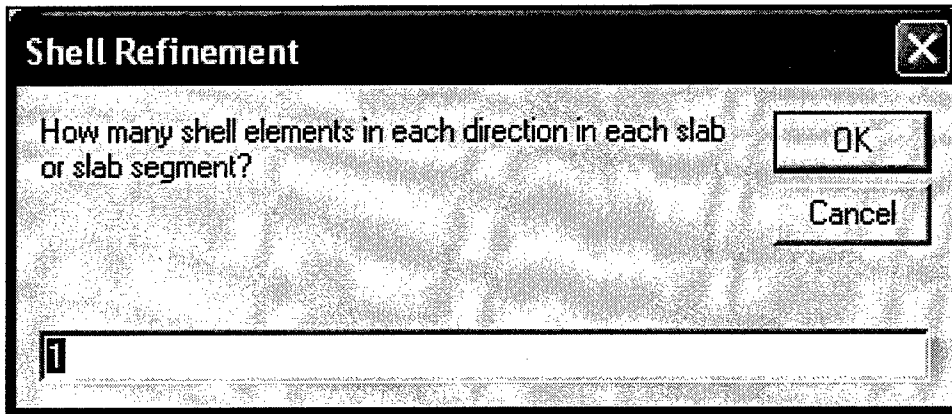 Shell Refinement
How many shell elements in each direction in each slab
or slab segment?
OK
Cancel
1